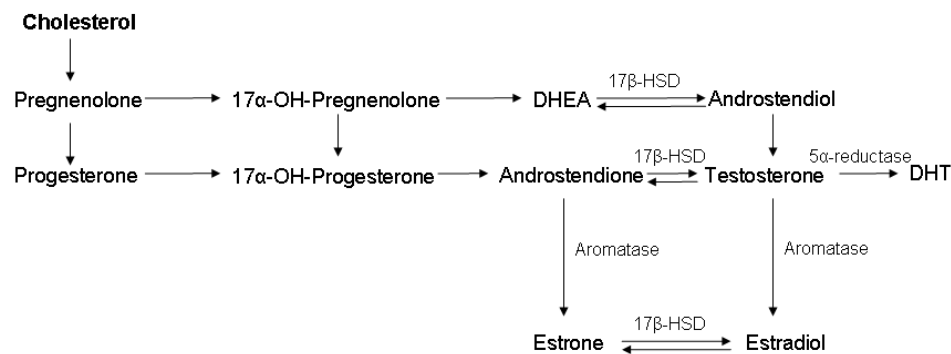 Cholesterol
17β-HSD
Pregnenolone 17α-OH-Pregnenolone DHEA Androstendiol
17β-HSD 5α-reductase
Progesterone 17α-OH-Progesterone Androstendione Testosterone DHT
Aromatase Aromatase
17β-HSD
Estrone Estradiol